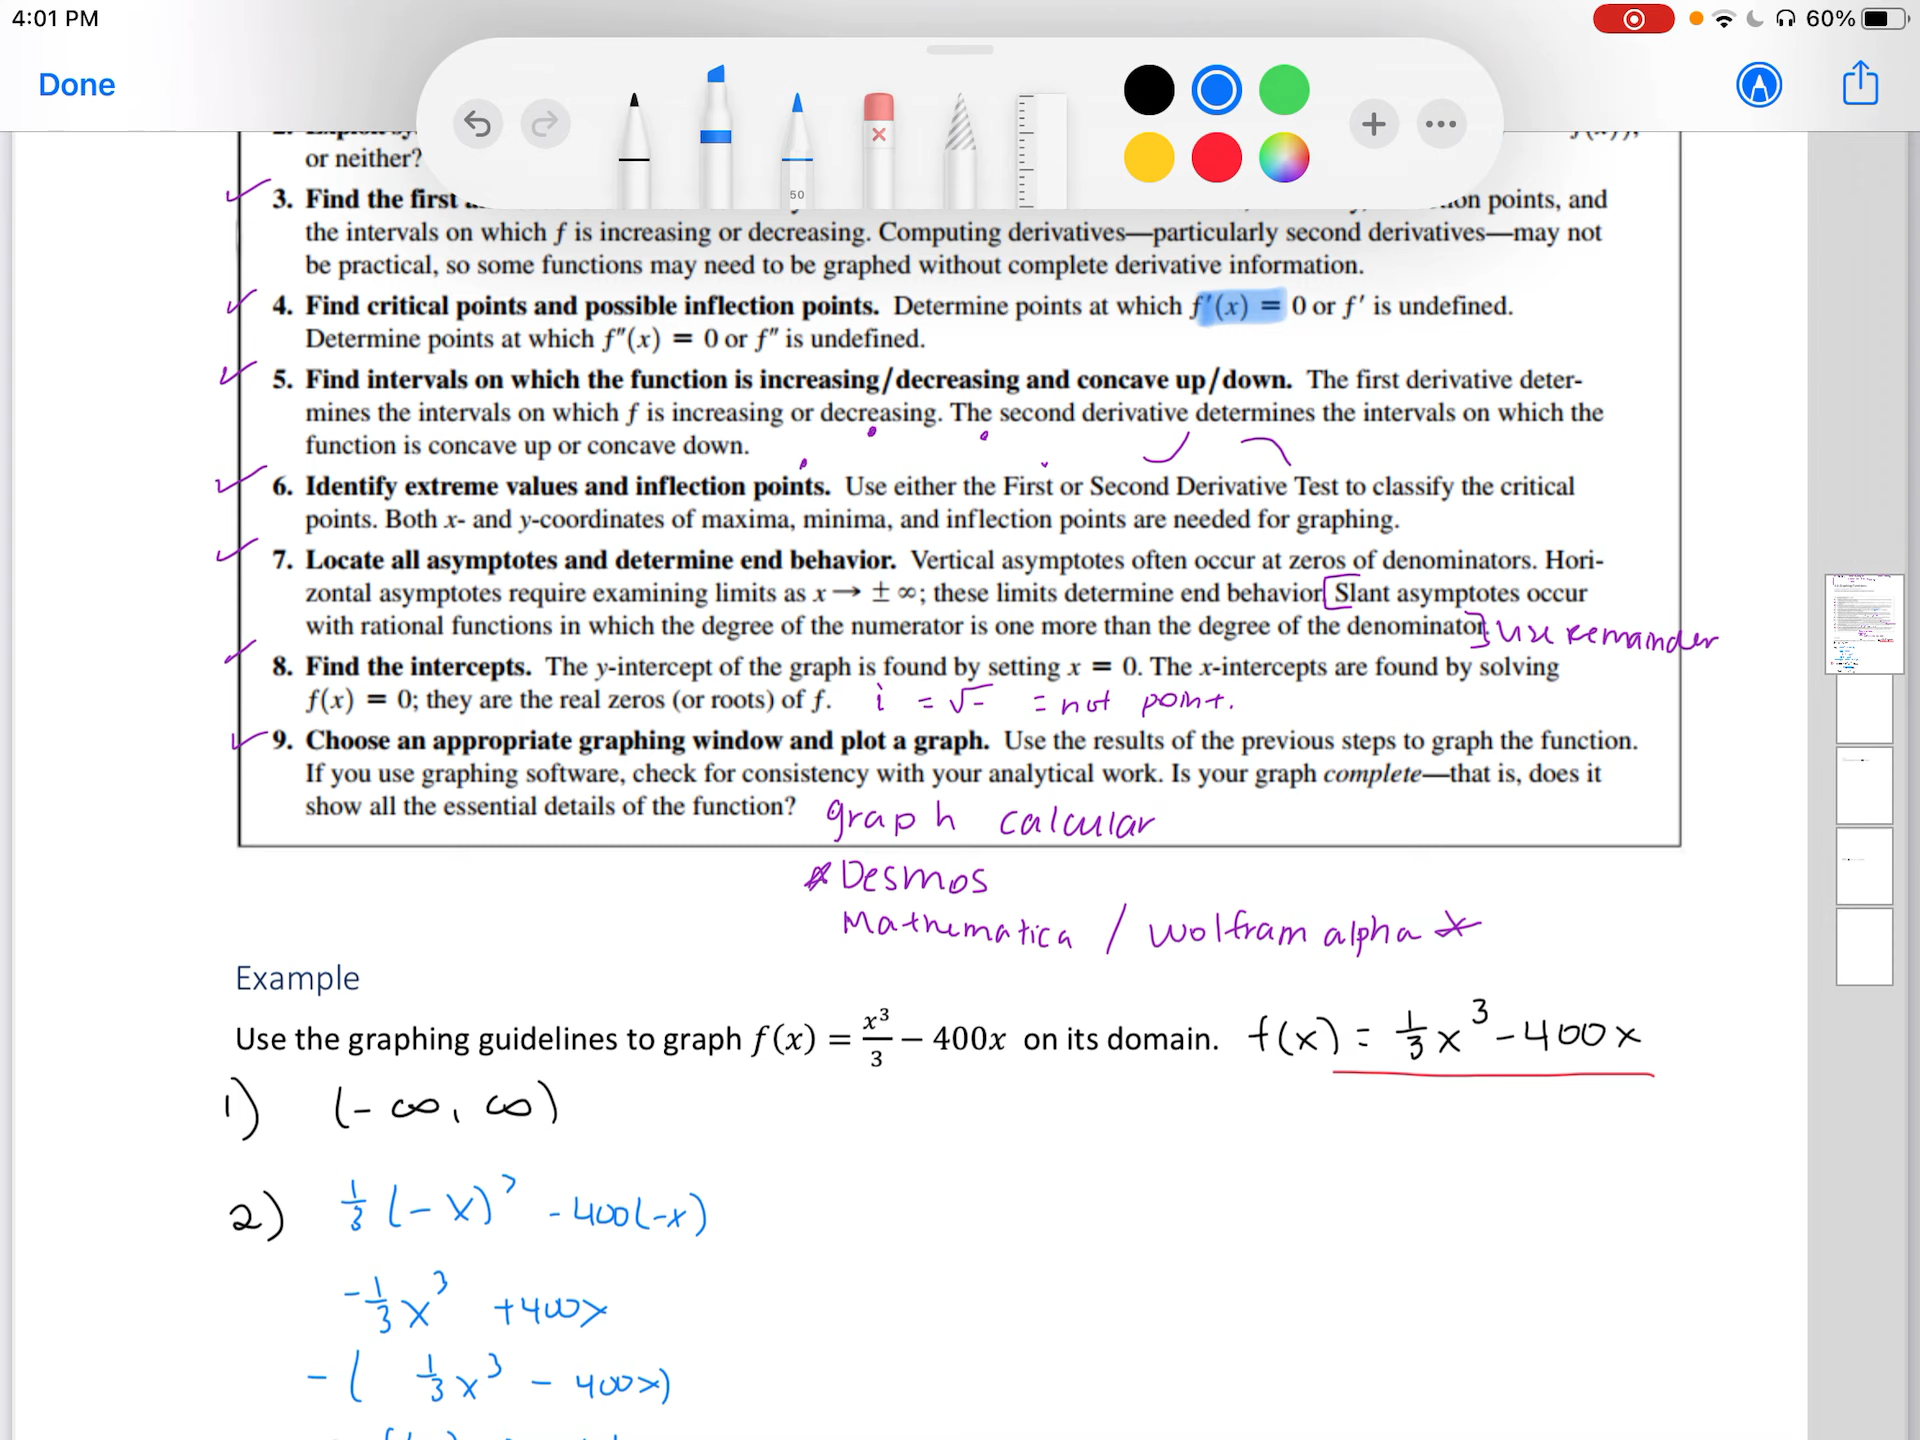 4:01 PM
60%
Done
50
or neither?
3. Find the first
points, and
the intervals on which f is increasing or decreasing. Computing derivatives—particularly second derivatives—may not
be practical, so some functions may need to be graphed without complete derivative information.
4. Find critical points and possible inflection points. Determine points at which f′(x) = 0 or f′ is undefined.
Determine points at which f″(x) = 0 or f″ is undefined.
5. Find intervals on which the function is increasing/decreasing and concave up/down. The first derivative deter-
mines the intervals on which f is increasing or decreasing. The second derivative determines the intervals on which the
function is concave up or concave down.
6. Identify extreme values and inflection points. Use either the First or Second Derivative Test to classify the critical
points. Both x- and y-coordinates of maxima, minima, and inflection points are needed for graphing.
7. Locate all asymptotes and determine end behavior. Vertical asymptotes often occur at zeros of denominators. Hori-
zontal asymptotes require examining limits as x → ± ∞; these limits determine end behavior. [Slant asymptotes occur
with rational functions in which the degree of the numerator is one more than the degree of the denominator.] use remainder
8. Find the intercepts. The y-intercept of the graph is found by setting x = 0. The x-intercepts are found by solving
f(x) = 0; they are the real zeros (or roots) of f. i = √- = not point.
9. Choose an appropriate graphing window and plot a graph. Use the results of the previous steps to graph the function.
If you use graphing software, check for consistency with your analytical work. Is your graph complete—that is, does it
show all the essential details of the function? graph calcular
* Desmos
Mathematica / wolfram alpha *
Example
Use the graphing guidelines to graph f(x) = x³/3 − 400x on its domain. f(x) = 1/3 x³ - 400x
1) (-∞, ∞)
2) 1/3 (-x)³ - 400(-x)
-1/3 x³ + 400x
- ( 1/3 x³ - 400x)